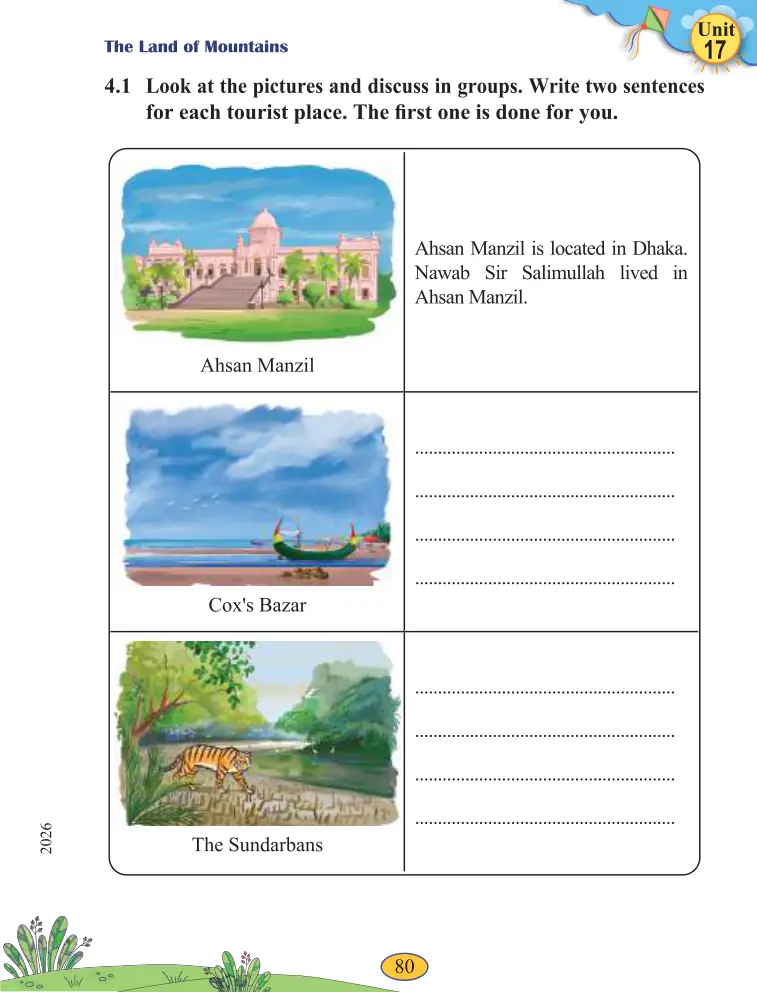 The Land of Mountains
Unit
17
4.1 Look at the pictures and discuss in groups. Write two sentences
for each tourist place. The first one is done for you.
Ahsan Manzil is located in Dhaka.
Nawab Sir Salimullah lived in
Ahsan Manzil.
Ahsan Manzil
....................................................
....................................................
....................................................
....................................................
Cox's Bazar
....................................................
....................................................
....................................................
....................................................
The Sundarbans
2026
80